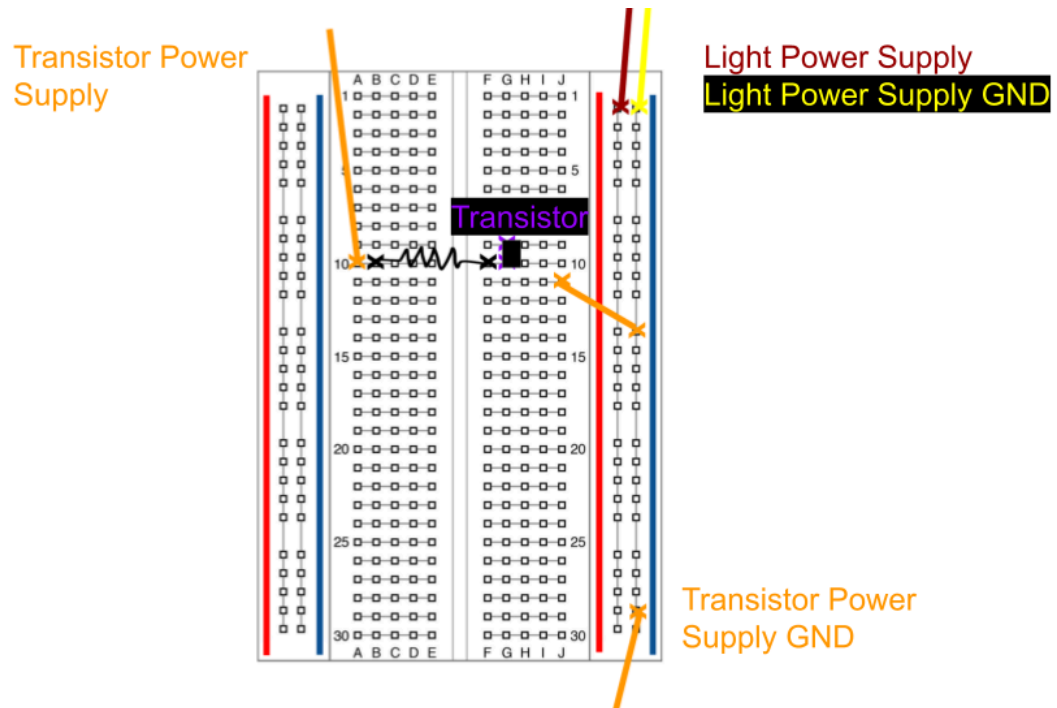 Transistor Power
Supply
Light Power Supply
Light Power Supply GND
A B C D E F G H I J
1 1
5 5
Transistor
10 10
15 15
20 20
25 25
Transistor Power
Supply GND
30 30
A B C D E F G H I J